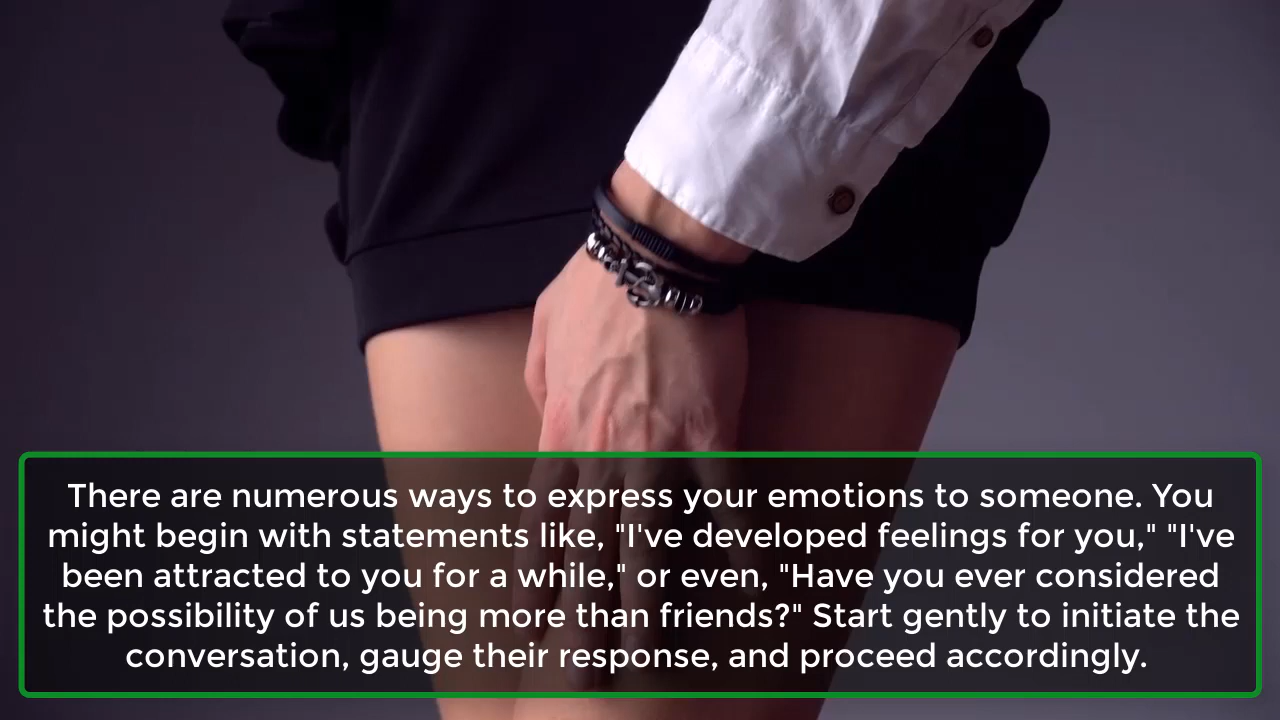 There are numerous ways to express your emotions to someone. You
might begin with statements like, "I've developed feelings for you," "I've
been attracted to you for a while," or even, "Have you ever considered
the possibility of us being more than friends?" Start gently to initiate the
conversation, gauge their response, and proceed accordingly.